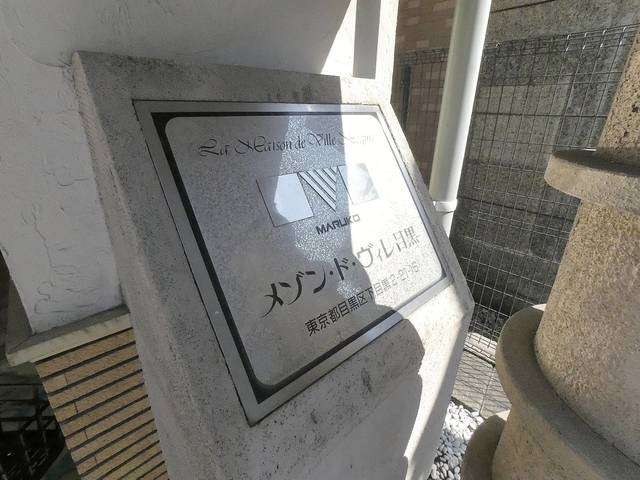 La Maison de Ville Meguro
MARUKO
メゾン・ド・ヴィレ目黒
東京都目黒区下目黒2-21-16